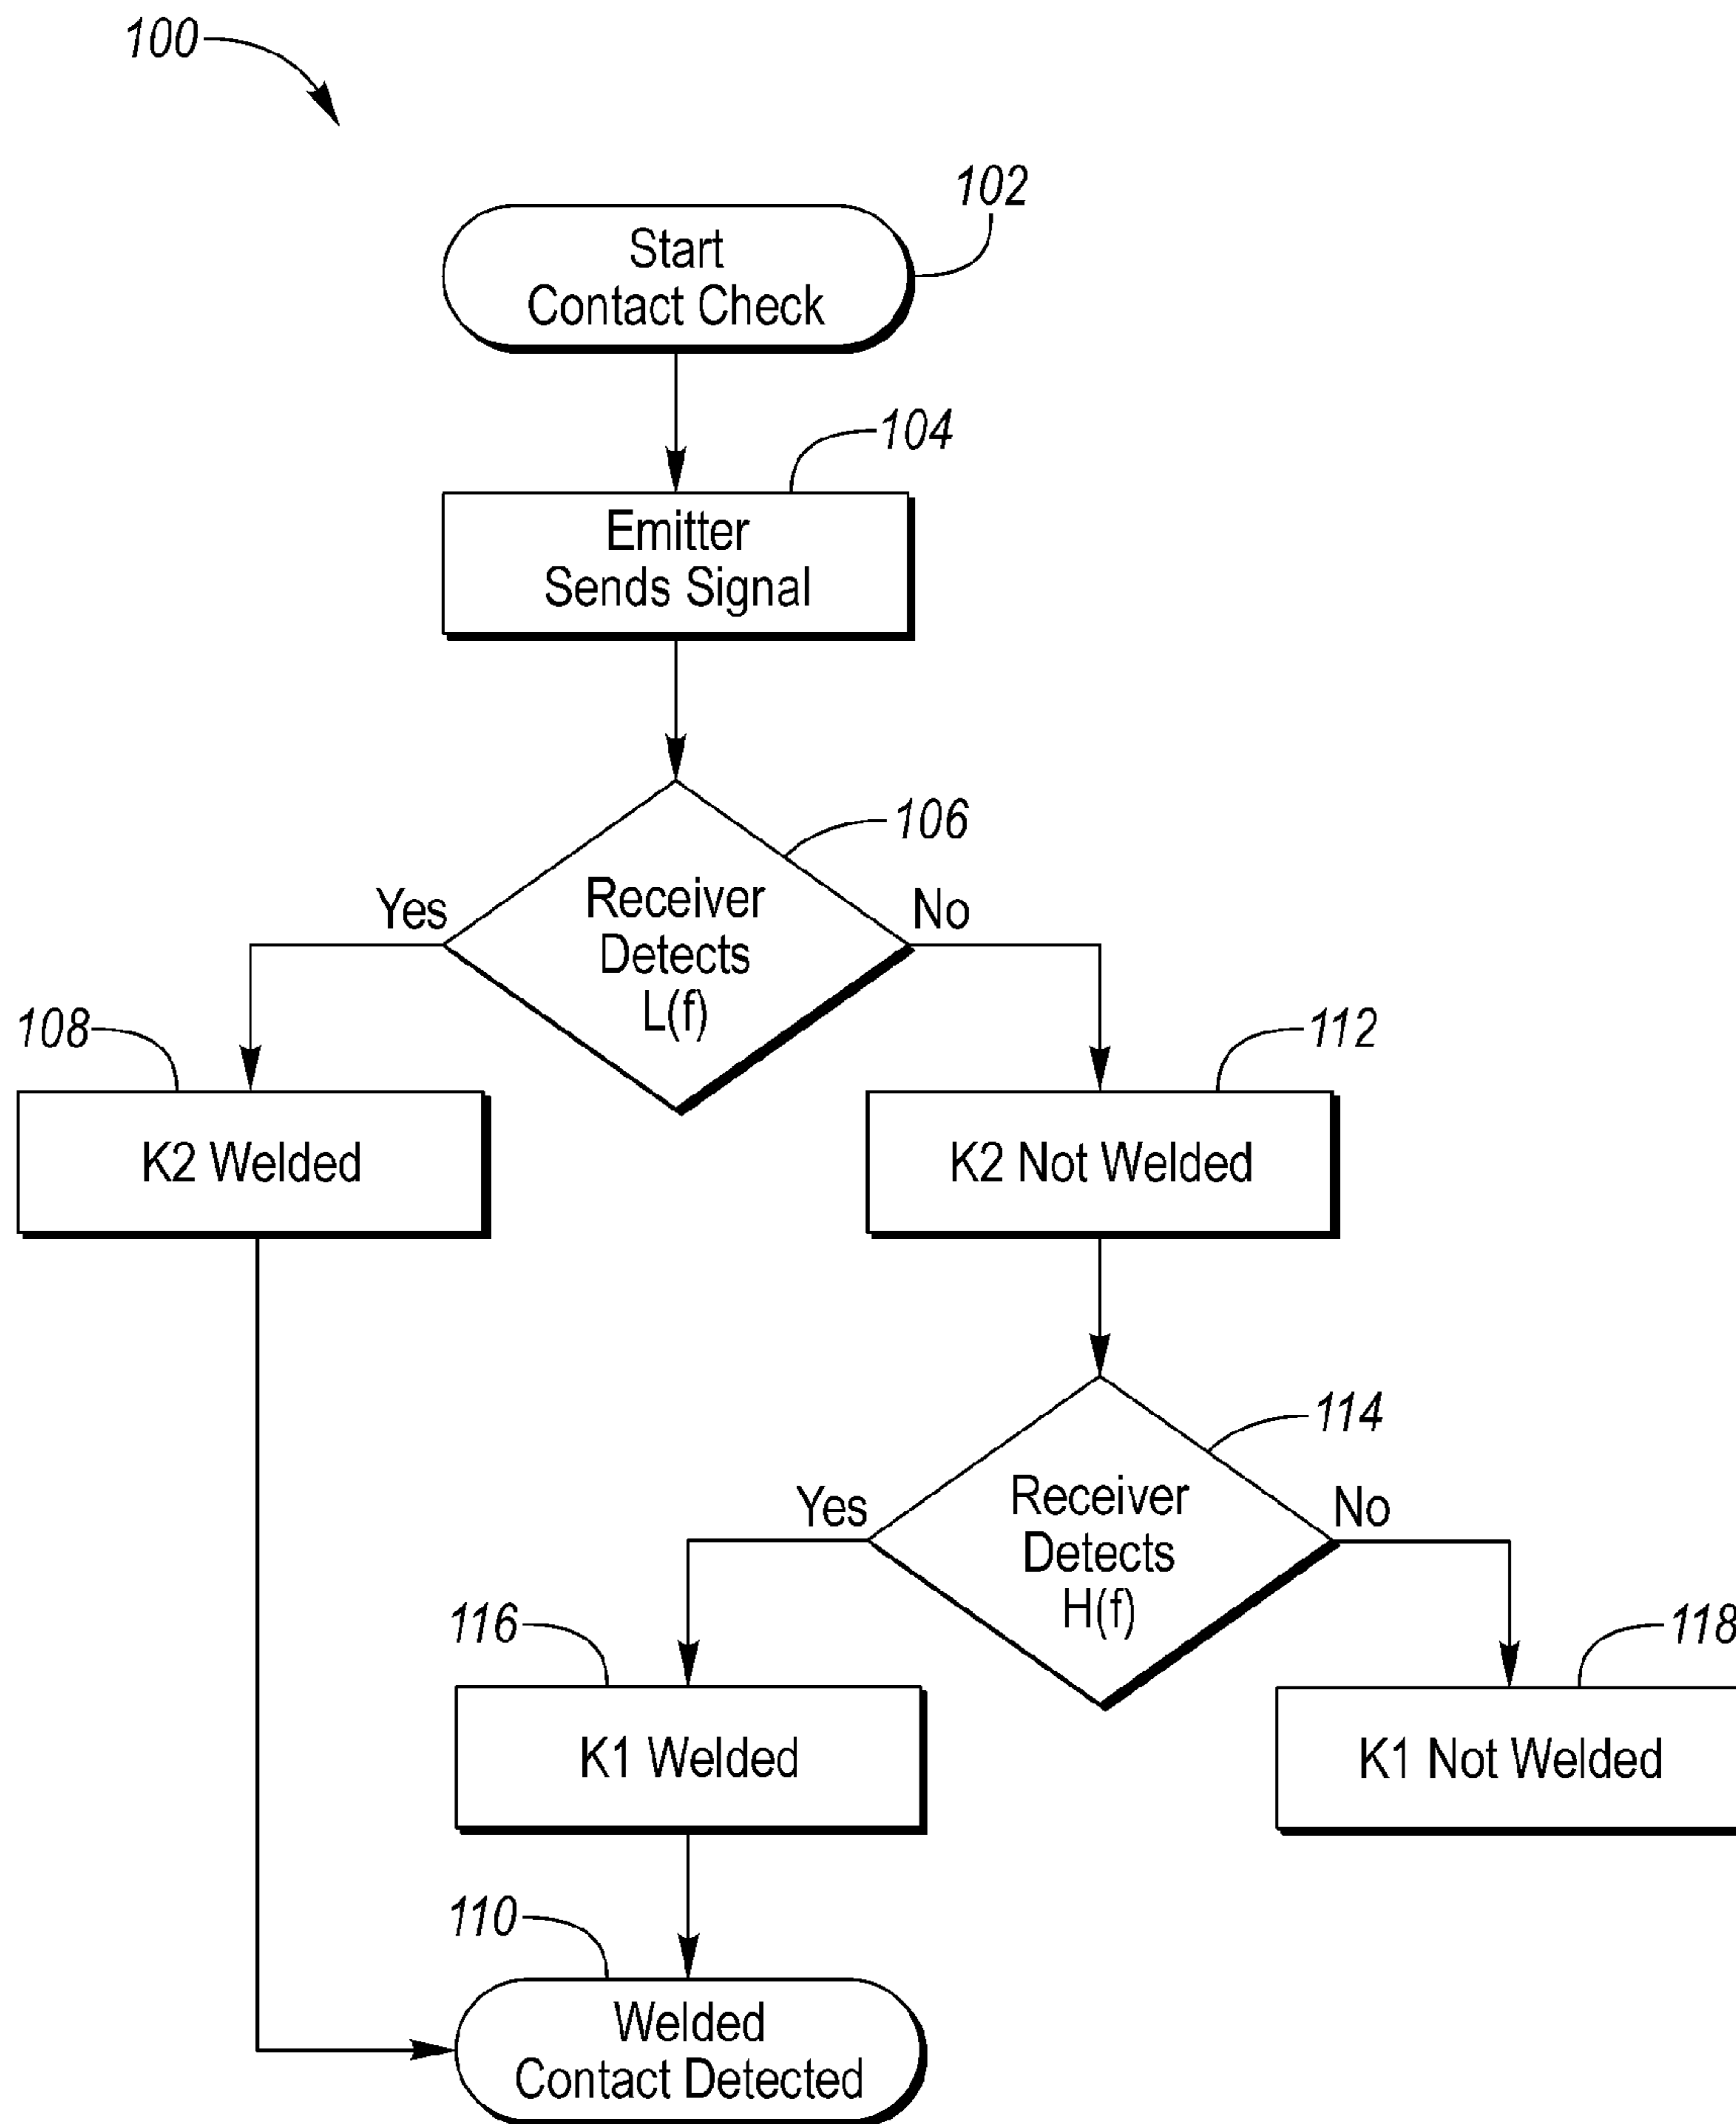 100
102
Start
Contact Check
104
Emitter
Sends Signal
106
Yes
Receiver
Detects
L(f)
No
108
112
K2 Welded
K2 Not Welded
114
Yes
Receiver
Detects
H(f)
No
116
118
K1 Welded
K1 Not Welded
110
Welded
Contact Detected